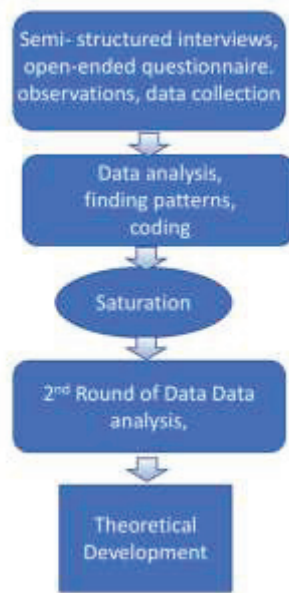 Semi- structured interviews,
open-ended questionnaire.
observations, data collection
Data analysis,
finding patterns,
coding
Saturation
2nd Round of Data Data
analysis,
Theoretical
Development